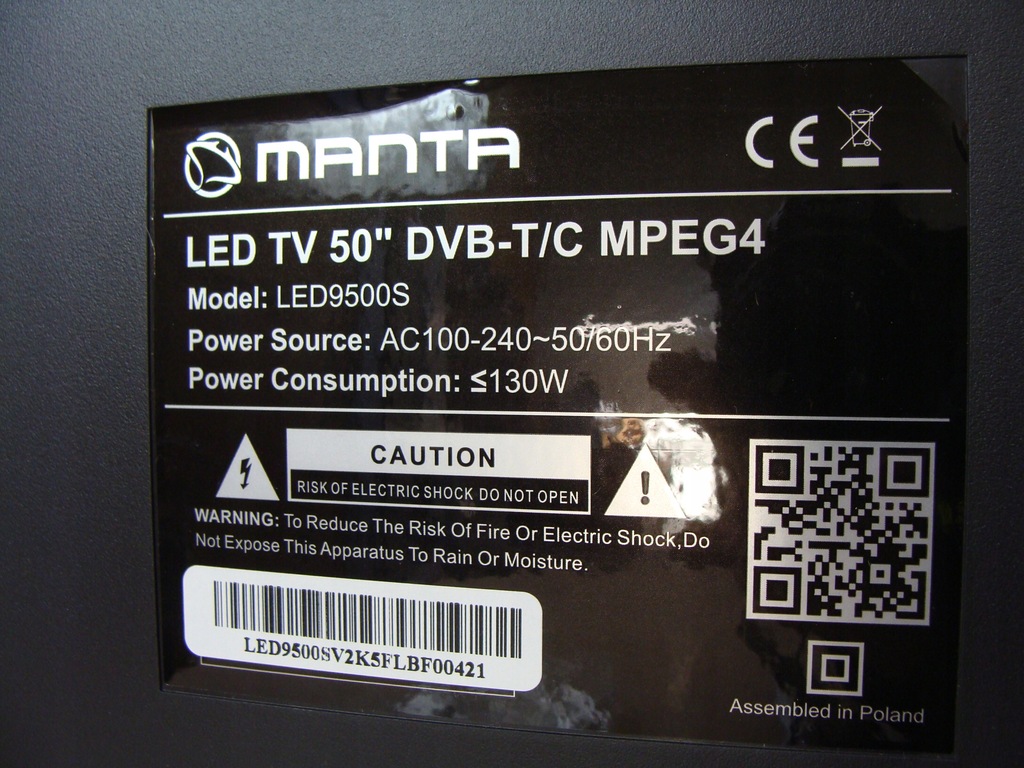 MANTA
CE
LED TV 50" DVB-T/C MPEG4
Model: LED9500S
Power Source: AC100-240~50/60Hz
Power Consumption: ≤130W
CAUTION
RISK OF ELECTRIC SHOCK DO NOT OPEN
WARNING: To Reduce The Risk Of Fire Or Electric Shock,Do
Not Expose This Apparatus To Rain Or Moisture.
LED9500SV2K5FLBF00421
Assembled in Poland